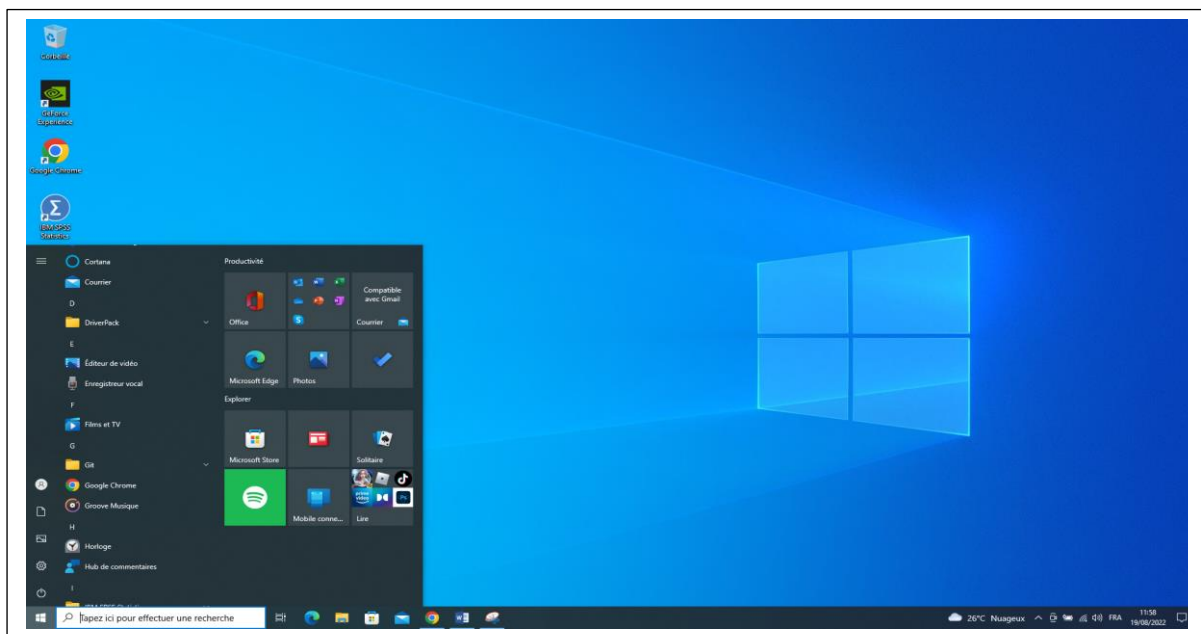 Corbeille
GeForce
Experience
Google Chrome
IBM SPSS
Statistics
Cortana
Courrier
D
DriverPack
E
Éditeur de vidéo
Enregistreur vocal
F
Films et TV
G
Git
Google Chrome
Groove Musique
H
Horloge
Hub de commentaires
I
Productivité
Office
Compatible
avec Gmail
Courrier
Microsoft Edge
Photos
Explorer
Microsoft Store
Solitaire
Mobile conne...
prime
video
Ps
Lire
Tapez ici pour effectuer une recherche
26°C Nuageux
FRA
11:58
19/08/2022